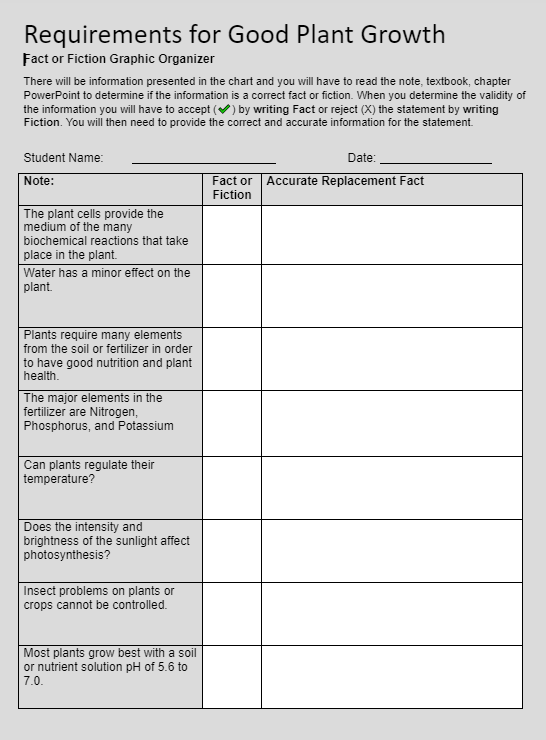 Requirements for Good Plant Growth
Fact or Fiction Graphic Organizer
There will be information presented in the chart and you will have to read the note, textbook, chapter
PowerPoint to determine if the information is a correct fact or fiction. When you determine the validity of
the information you will have to accept (✔) by writing Fact or reject (X) the statement by writing
Fiction. You will then need to provide the correct and accurate information for the statement.
Student Name: ____________________ Date: ________________
Note:
Fact or
Fiction
Accurate Replacement Fact
The plant cells provide the
medium of the many
biochemical reactions that take
place in the plant.
Water has a minor effect on the
plant.
Plants require many elements
from the soil or fertilizer in order
to have good nutrition and plant
health.
The major elements in the
fertilizer are Nitrogen,
Phosphorus, and Potassium
Can plants regulate their
temperature?
Does the intensity and
brightness of the sunlight affect
photosynthesis?
Insect problems on plants or
crops cannot be controlled.
Most plants grow best with a soil
or nutrient solution pH of 5.6 to
7.0.